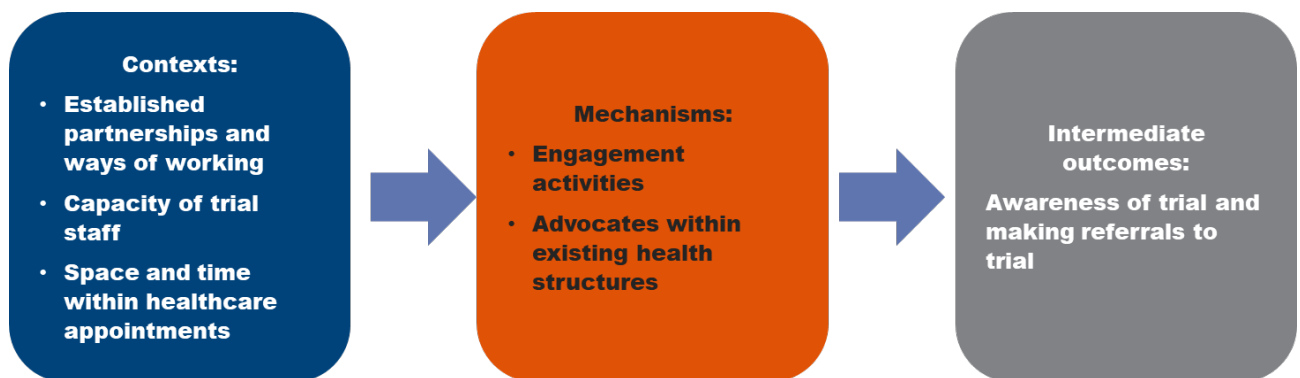 Contexts:
• Established
partnerships and
ways of working
• Capacity of trial
staff
• Space and time
within healthcare
appointments
Mechanisms:
• Engagement
activities
• Advocates within
existing health
structures
Intermediate
outcomes:
Awareness of trial and
making referrals to
trial